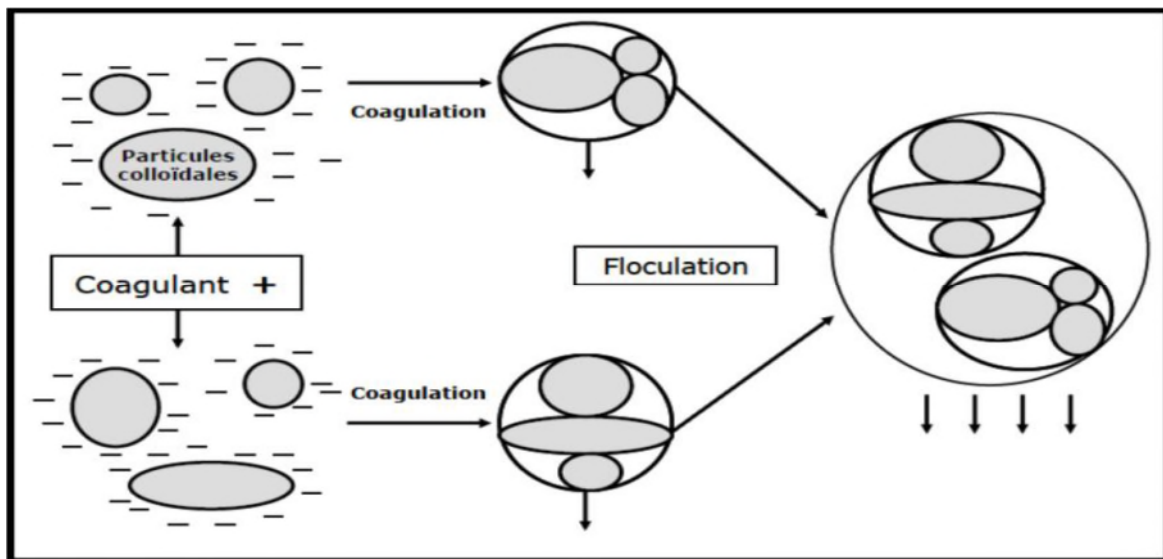 Coagulation
Particules
colloïdales
Coagulant +
Floculation
Coagulation